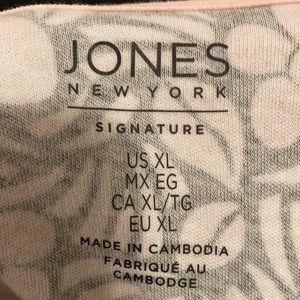 JONES
NEW YORK
SIGNATURE
US XL
MX EG
CA XL/TG
EU XL
MADE IN CAMBODIA
FABRIQUÉ AU
CAMBODGE